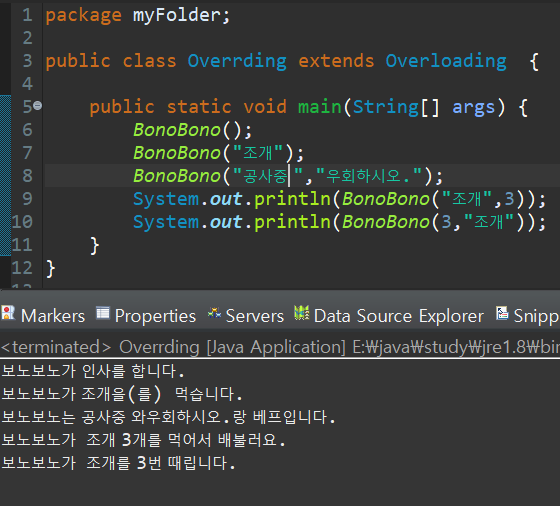 1 package myFolder;
2
3 public class Overrding extends Overloading  {
4
5     public static void main(String[] args) {
6         BonoBono();
7         BonoBono("조개");
8         BonoBono("공사중 ","우회하시오.");
9         System.out.println(BonoBono("조개",3));
10         System.out.println(BonoBono(3,"조개"));
11     }
12 }
Markers Properties Servers Data Source Explorer Snipp
<terminated> Overrding [Java Application] E:₩java₩study₩jre1.8₩bin
보노보노가 인사를 합니다.
보노보노가 조개을(를) 먹습니다.
보노보노는 공사중 와우회하시오.랑 베프입니다.
보노보노가 조개 3개를 먹어서 배불러요.
보노보노가 조개를 3번 때립니다.